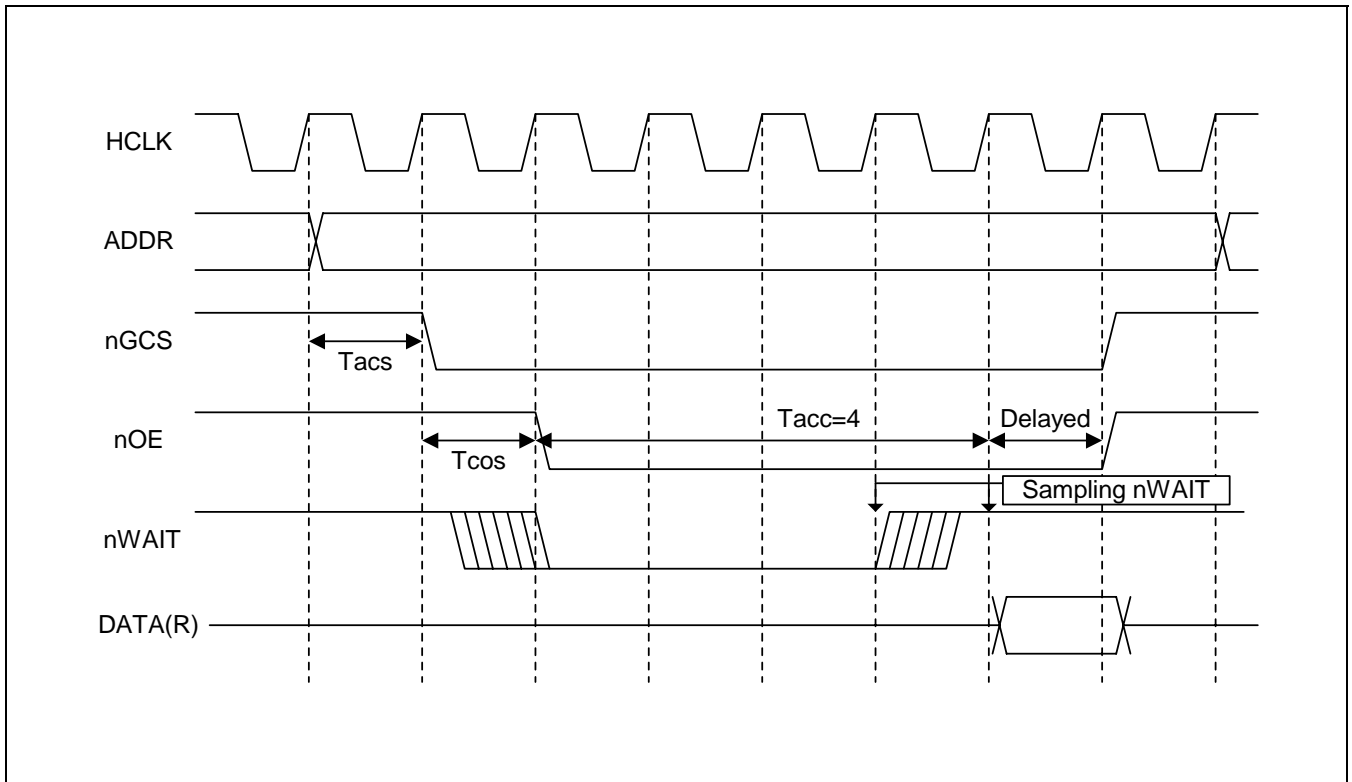 HCLK
ADDR
nGCS
Tacs
nOE
Tcos
Tacc=4
Delayed
Sampling nWAIT
nWAIT
DATA(R)